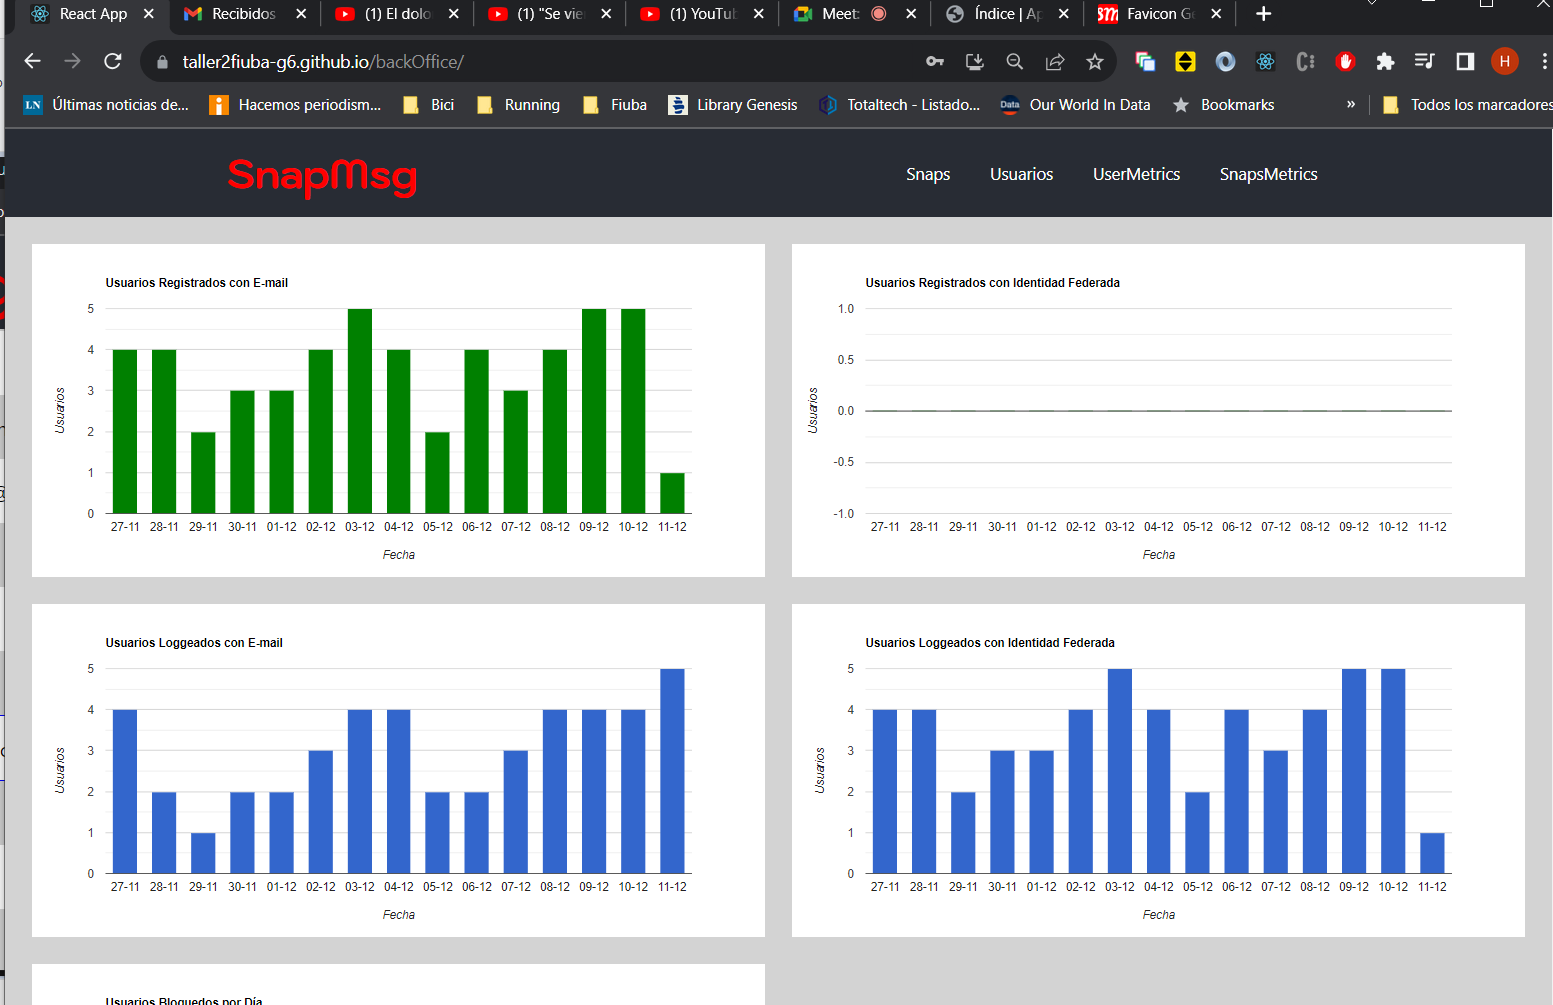 React App
Recibidos
(1) El dolo
(1) "Se vie
(1) YouTu
Meet:
Índice | Ap
Favicon Ge
taller2fiuba-g6.github.io/backOffice/
H
LN Últimas noticias de...
Hacemos periodism...
Bici
Running
Fiuba
Library Genesis
Totaltech - Listado...
Data Our World In Data
Bookmarks
»
Todos los marcadores
SnapMsg
Snaps
Usuarios
UserMetrics
SnapsMetrics
Usuarios Registrados con E-mail
Usuarios
5
4
3
2
1
0
27-11 28-11 29-11 30-11 01-12 02-12 03-12 04-12 05-12 06-12 07-12 08-12 09-12 10-12 11-12
Fecha
Usuarios Registrados con Identidad Federada
Usuarios
1.0
0.5
0.0
-0.5
-1.0
27-11 28-11 29-11 30-11 01-12 02-12 03-12 04-12 05-12 06-12 07-12 08-12 09-12 10-12 11-12
Fecha
Usuarios Loggeados con E-mail
Usuarios
5
4
3
2
1
0
27-11 28-11 29-11 30-11 01-12 02-12 03-12 04-12 05-12 06-12 07-12 08-12 09-12 10-12 11-12
Fecha
Usuarios Loggeados con Identidad Federada
Usuarios
5
4
3
2
1
0
27-11 28-11 29-11 30-11 01-12 02-12 03-12 04-12 05-12 06-12 07-12 08-12 09-12 10-12 11-12
Fecha
Usuarios Bloquedos por Día